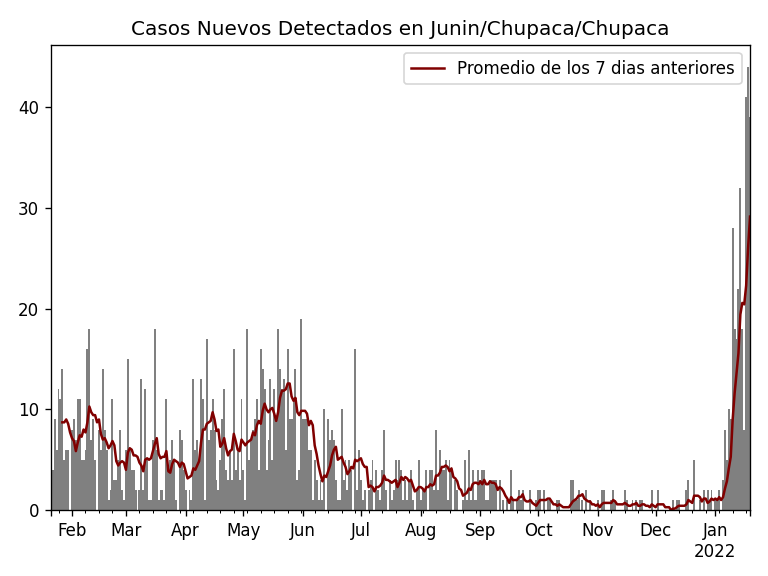 Casos Nuevos Detectados en Junin/Chupaca/Chupaca
Promedio de los 7 dias anteriores
40
30
20
10
0
Feb Mar Apr May Jun Jul Aug Sep Oct Nov Dec Jan
2022